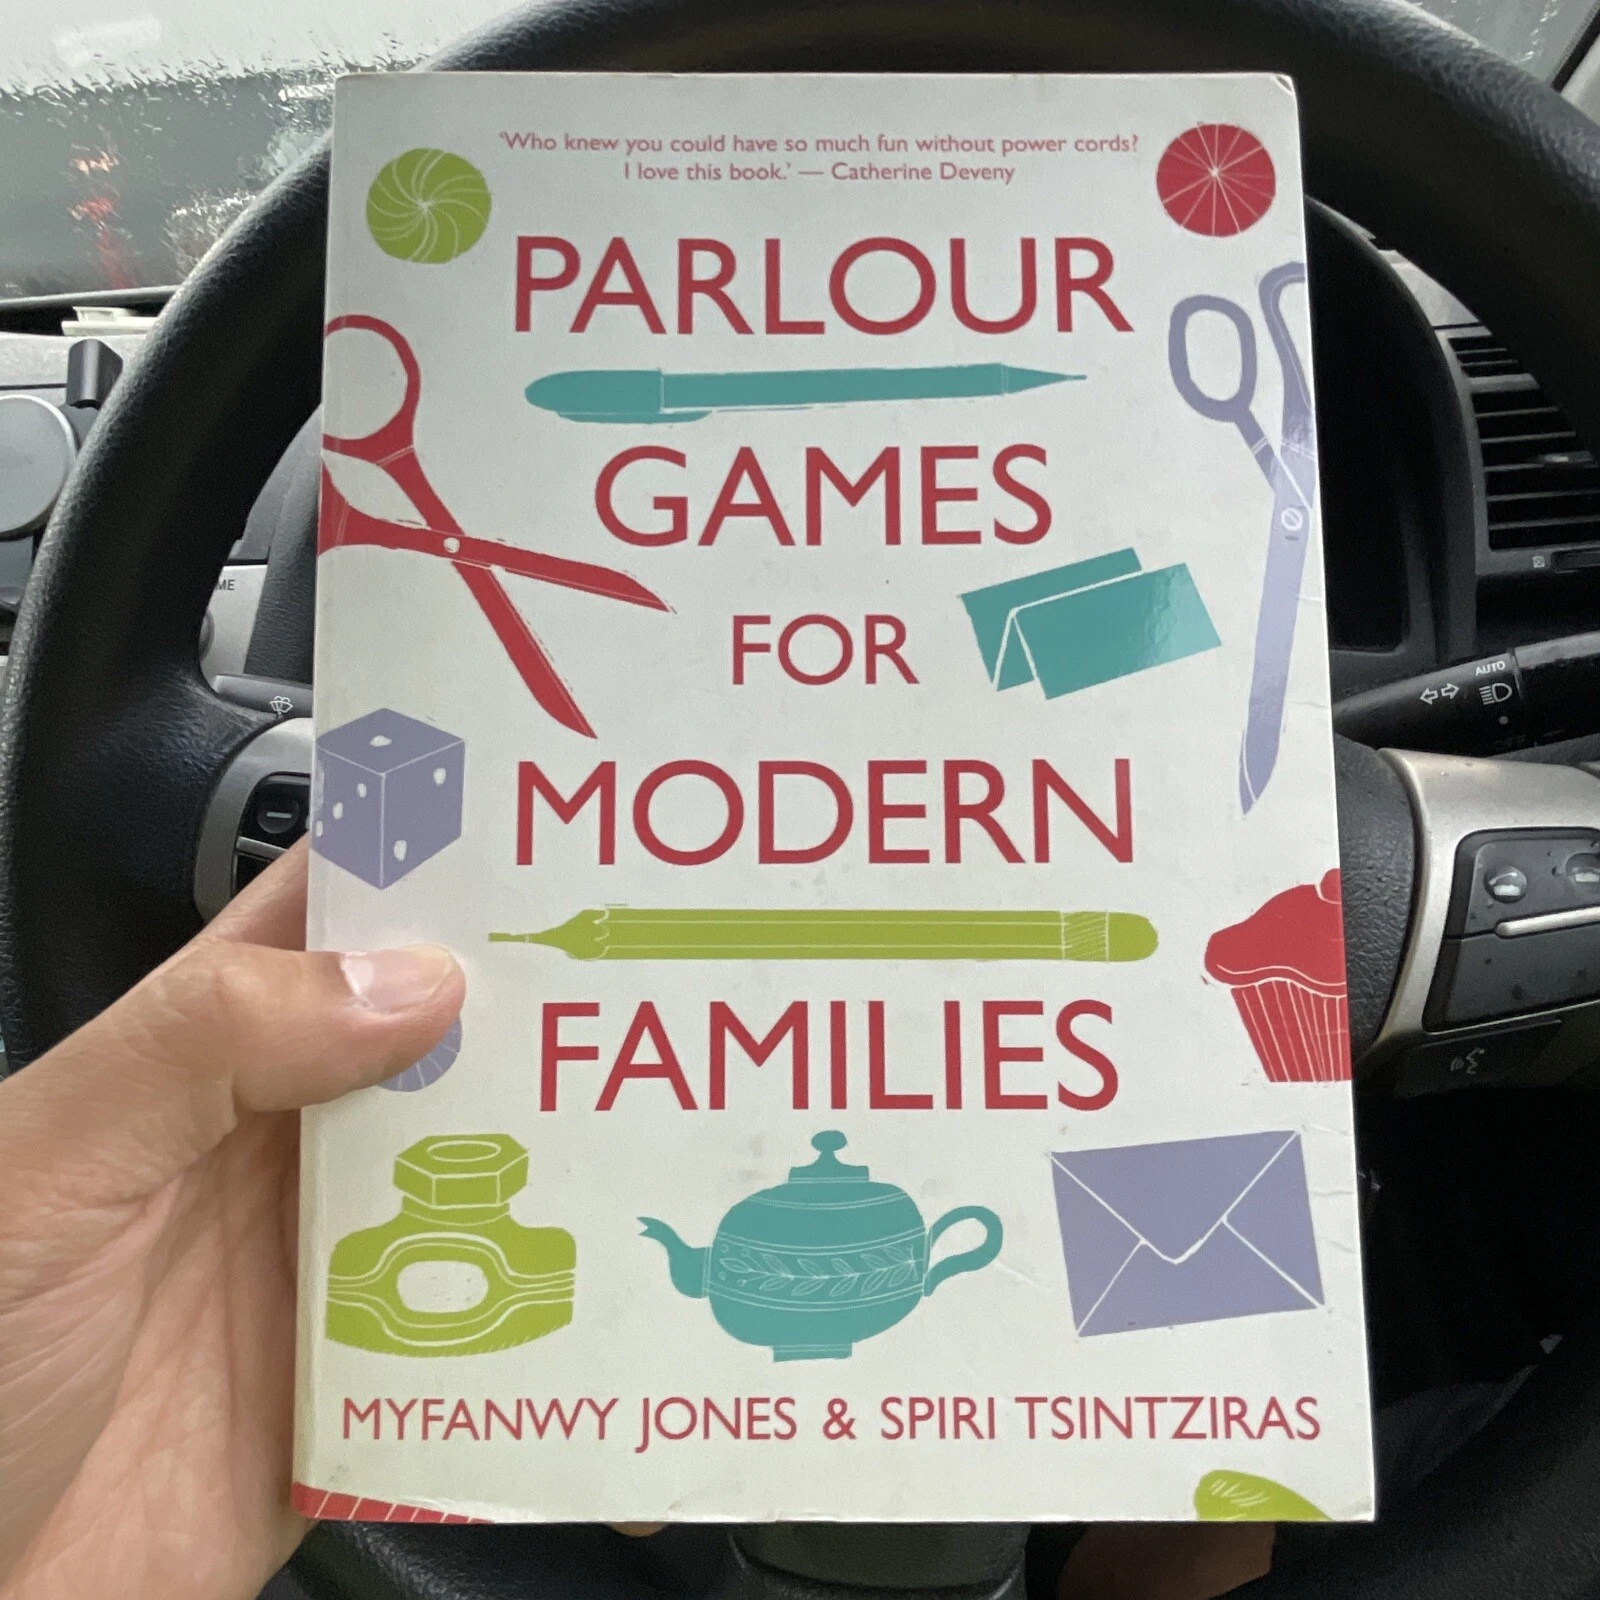 'Who knew you could have so much fun without power cords?
I love this book.' — Catherine Deveny
PARLOUR
GAMES
FOR
MODERN
FAMILIES
MYFANWY JONES & SPIRI TSINTZIRAS
AUTO